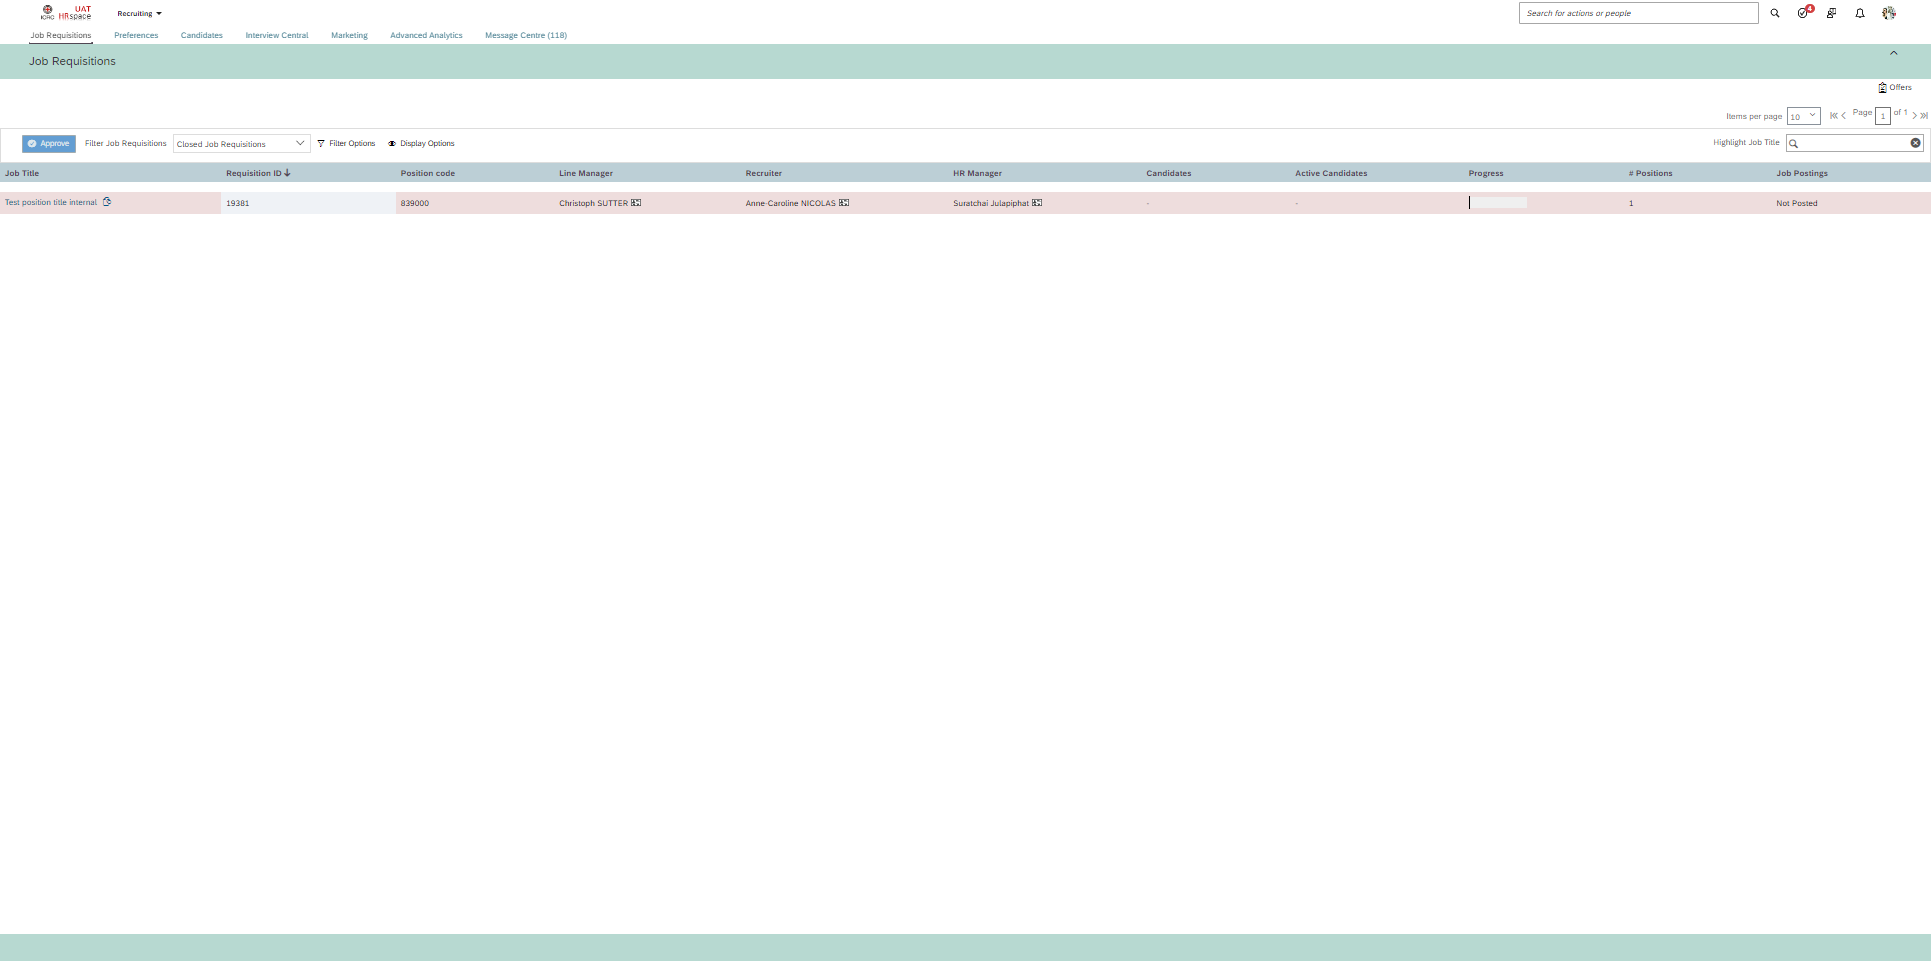 ICRC UAT HRspace Recruiting Search for actions or people 4
Job Requisitions Preferences Candidates Interview Central Marketing Advanced Analytics Message Centre (118)
Job Requisitions
Offers
Items per page 10 Page 1 of 1
Approve Filter Job Requisitions Closed Job Requisitions Filter Options Display Options Highlight Job Title
Job Title Requisition ID Position code Line Manager Recruiter HR Manager Candidates Active Candidates Progress # Positions Job Postings
Test position title internal 19381 839000 Christoph SUTTER Anne-Caroline NICOLAS Suratchai Julapiphat - - 1 Not Posted